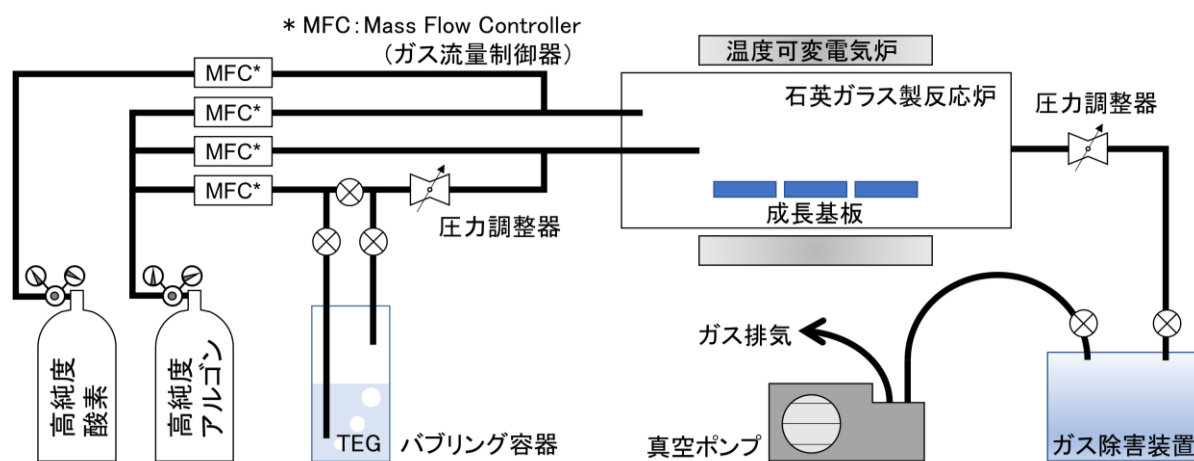 * MFC：Mass Flow Controller
（ガス流量制御器）
MFC*
MFC*
MFC*
MFC*
温度可変電気炉
石英ガラス製反応炉
圧力調整器
成長基板
圧力調整器
高純度
酸素
高純度
アルゴン
TEG
バブリング容器
ガス排気
真空ポンプ
ガス除害装置